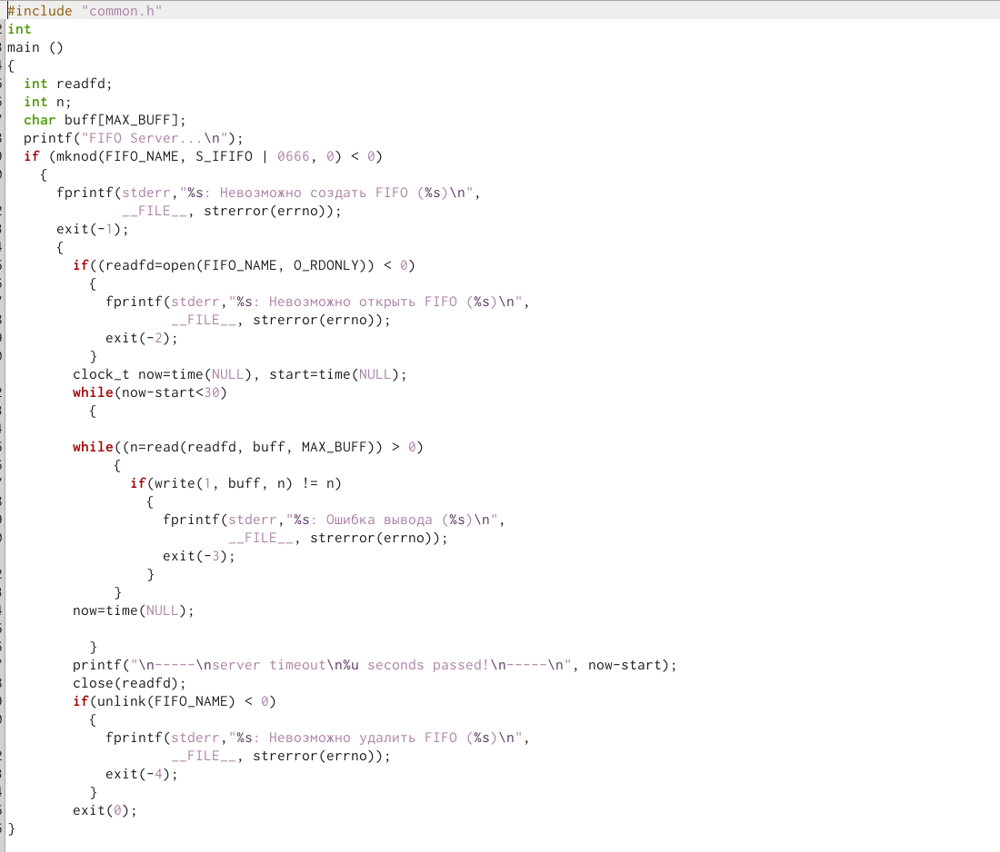 #include "common.h"
int
main ()
{
  int readfd;
  int n;
  char buff[MAX_BUFF];
  printf("FIFO Server...\n");
  if (mknod(FIFO_NAME, S_IFIFO | 0666, 0) < 0)
    {
      fprintf(stderr,"%s: Невозможно создать FIFO (%s)\n",
              __FILE__, strerror(errno));
      exit(-1);
      {
        if((readfd=open(FIFO_NAME, O_RDONLY)) < 0)
          {
            fprintf(stderr,"%s: Невозможно открыть FIFO (%s)\n",
                    __FILE__, strerror(errno));
            exit(-2);
          }
        clock_t now=time(NULL), start=time(NULL);
        while(now-start<30)
          {

        while((n=read(readfd, buff, MAX_BUFF)) > 0)
             {
               if(write(1, buff, n) != n)
                 {
                   fprintf(stderr,"%s: Ошибка вывода (%s)\n",
                           __FILE__, strerror(errno));
                   exit(-3);
                 }
             }
        now=time(NULL);

          }
        printf("\n-----\nserver timeout\n%u seconds passed!\n-----\n", now-start);
        close(readfd);
        if(unlink(FIFO_NAME) < 0)
          {
            fprintf(stderr,"%s: Невозможно удалить FIFO (%s)\n",
                    __FILE__, strerror(errno));
            exit(-4);
          }
        exit(0);
}